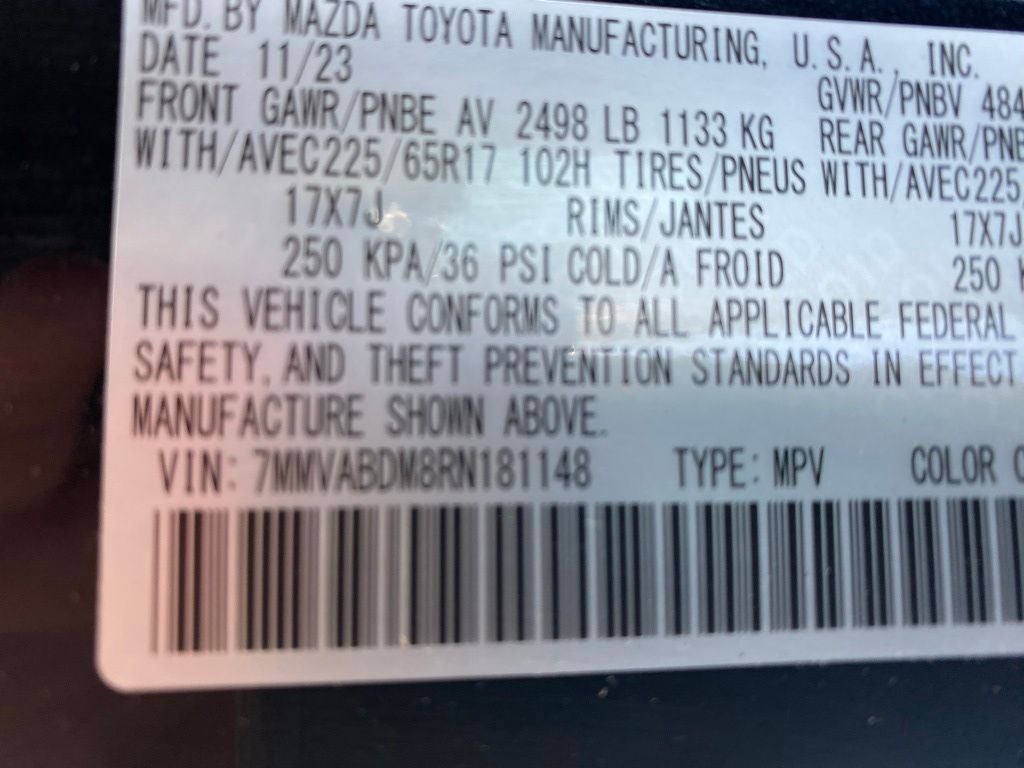 MFD. BY MAZDA TOYOTA MANUFACTURING, U.S.A., INC.
DATE 11/23 GVWR/PNBV 484
FRONT GAWR/PNBE AV 2498 LB 1133 KG REAR GAWR/PNB
WITH/AVEC225/65R17 102H TIRES/PNEUS WITH/AVEC225
17X7J RIMS/JANTES 17X7J
250 KPA/36 PSI COLD/A FROID 250
THIS VEHICLE CONFORMS TO ALL APPLICABLE FEDERAL
SAFETY, AND THEFT PREVENTION STANDARDS IN EFFECT
MANUFACTURE SHOWN ABOVE.
VIN: 7MMVABDM8RN181148 TYPE: MPV COLOR